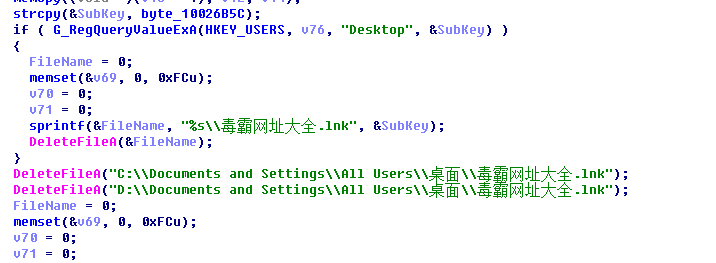 strcpy(&SubKey, byte_10026B5C);
if ( G_RegQueryValueExA(HKEY_USERS, v76, "Desktop", &SubKey) )
{
FileName = 0;
memset(&v69, 0, 0xFCu);
v70 = 0;
v71 = 0;
sprintf(&FileName, "%s\\毒霸网址大全.lnk", &SubKey);
DeleteFileA(&FileName);
}
DeleteFileA("C:\\Documents and Settings\\All Users\\桌面\\毒霸网址大全.lnk");
DeleteFileA("D:\\Documents and Settings\\All Users\\桌面\\毒霸网址大全.lnk");
FileName = 0;
memset(&v69, 0, 0xFCu);
v70 = 0;
v71 = 0;